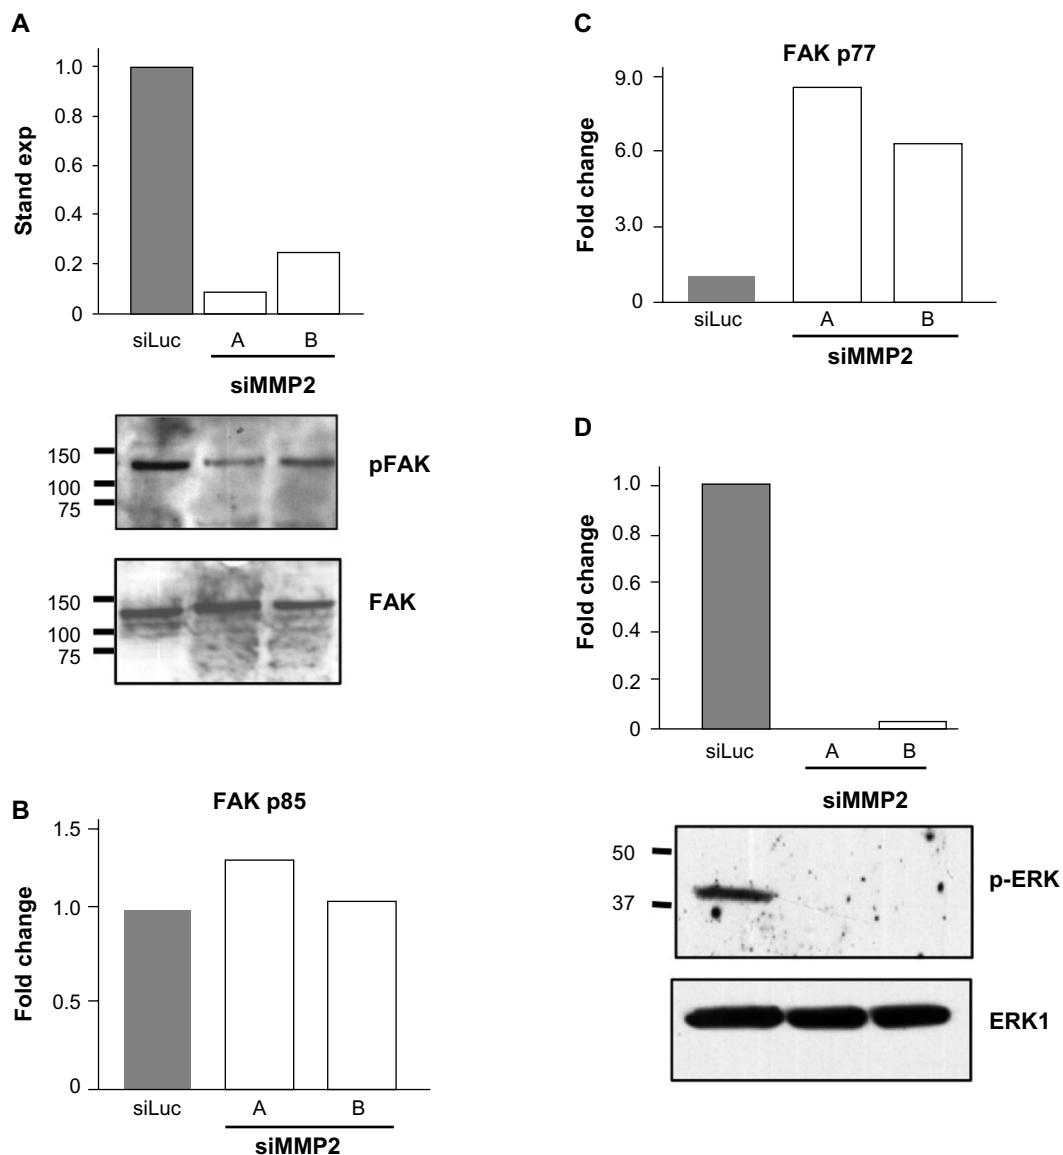 A
1.0
0.8
0.6
0.4
0.2
0
Stand exp
siLuc
A
B
siMMP2
150
100
75
pFAK
150
100
75
FAK
B
FAK p85
1.5
1.0
0.5
0
Fold change
siLuc
A
B
siMMP2
C
FAK p77
9.0
6.0
3.0
0
Fold change
siLuc
A
B
siMMP2
D
1.0
0.8
0.6
0.4
0.2
0
Fold change
siLuc
A
B
siMMP2
50
37
p-ERK
ERK1